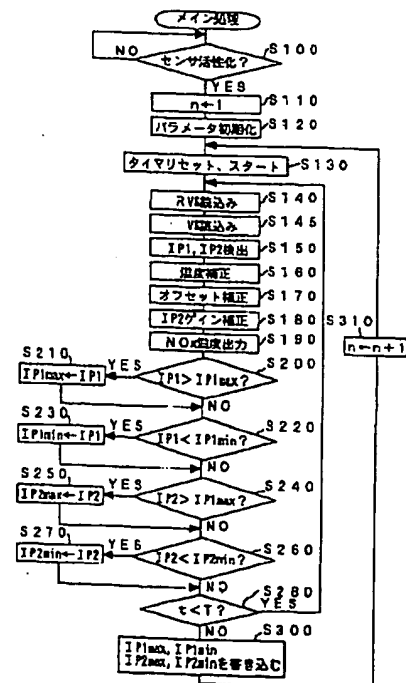 メイン処理
センサ活性化? S100
NO
YES
n←1 S110
パラメータ初期化 S120
タイマリセット、スタート S130
RVS読込み S140
VS読込み S145
IP1, IP2検出 S150
温度補正 S160
オフセット補正 S170
IP2ゲイン補正 S180
NOx濃度出力 S190
S310
n←n+1
IP1>IP1max? S200
YES
S210
IP1max←IP1
NO
IP1<IP1min? S220
YES
S230
IP1min←IP1
NO
IP2>IP1max? S240
YES
S250
IP2max←IP2
NO
IP2<IP2min? S260
YES
S270
IP2min←IP2
NO
t<T? S280
YES
NO
S300
IP1max, IP1min
IP2max, IP2minを書き込む